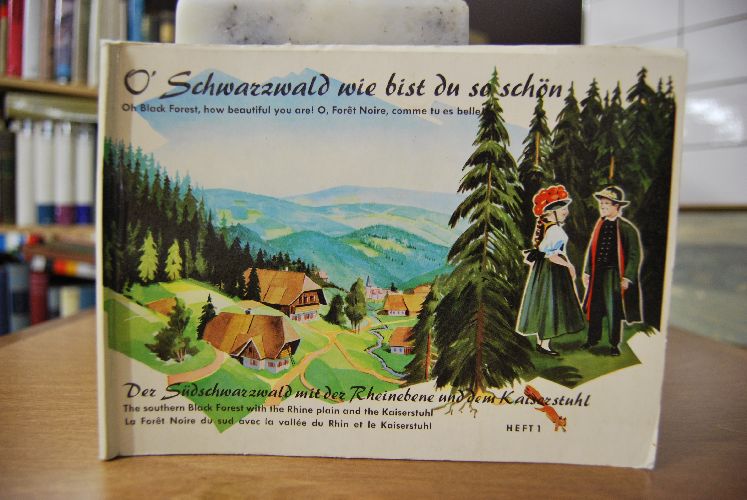 O' Schwarzwald wie bist du so schön
Oh Black Forest, how beautiful you are! O, Forêt Noire, comme tu es belle!
Der Südschwarzwald mit der Rheinebene und dem Kaiserstuhl
The southern Black Forest with the Rhine plain and the Kaiserstuhl
La Forêt Noire du sud avec la vallée du Rhin et le Kaiserstuhl
HEFT 1